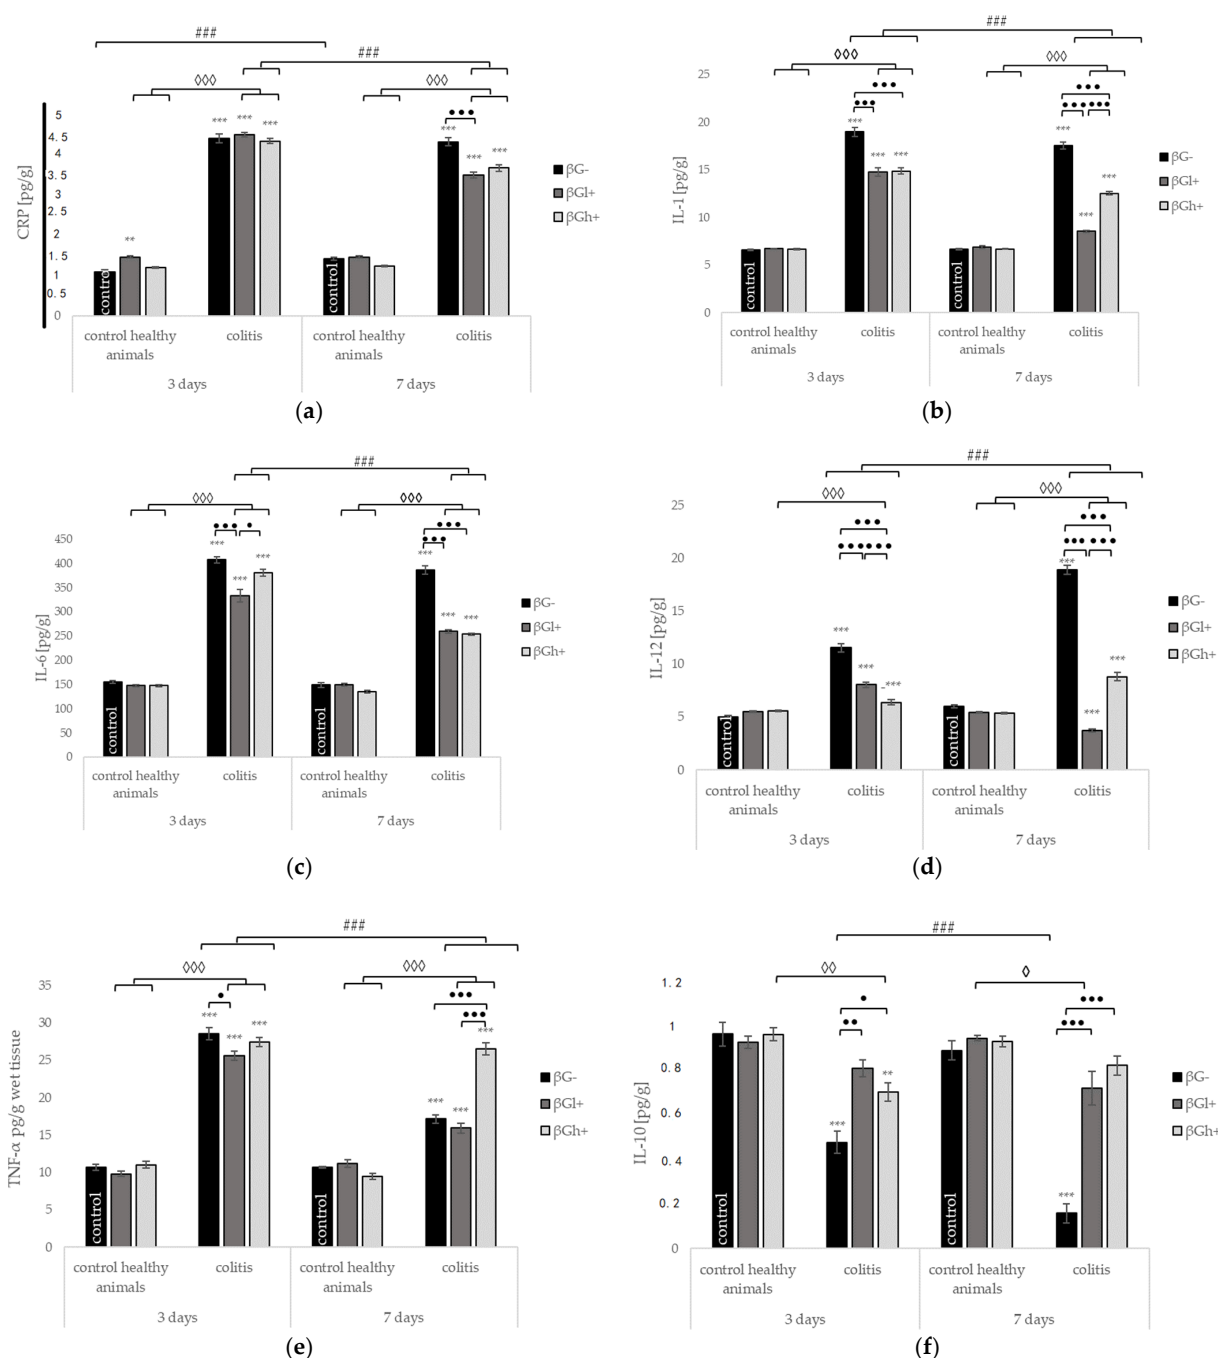 ###
###
◊◊◊
◊◊◊
•••
***
***
***
***
***
***
**
CRP [pg/g]
5
4.5
4
3.5
3
2.5
2
1.5
1
0.5
0
control
control
control healthy animals
colitis
control healthy animals
colitis
3 days
7 days
βG-
βGl+
βGh+
(a)
###
◊◊◊
◊◊◊
•••
•••
•••
•••
•••
***
***
***
***
***
***
IL-1 [pg/g]
25
20
15
10
5
0
control
control
control healthy animals
colitis
control healthy animals
colitis
3 days
7 days
βG-
βGl+
βGh+
(b)
###
◊◊◊
◊◊◊
•••
•
•••
•••
***
***
***
***
***
***
IL-6 [pg/g]
450
400
350
300
250
200
150
100
50
0
control
control
control healthy animals
colitis
control healthy animals
colitis
3 days
7 days
βG-
βGl+
βGh+
(c)
###
◊◊◊
◊◊◊
•••
•••
•••
•••
•••
•••
***
***
***
***
***
***
IL-12 [pg/g]
25
20
15
10
5
0
control
control
control healthy animals
colitis
control healthy animals
colitis
3 days
7 days
βG-
βGl+
βGh+
(d)
###
◊◊◊
◊◊◊
•
•••
•••
***
***
***
***
***
***
TNF-α pg/g wet tissue
35
30
25
20
15
10
5
0
control
control
control healthy animals
colitis
control healthy animals
colitis
3 days
7 days
βG-
βGl+
βGh+
(e)
###
◊◊
◊
•
••
•••
•••
***
**
***
IL-10 [pg/g]
1.2
1
0.8
0.6
0.4
0.2
0
control
control
control healthy animals
colitis
control healthy animals
colitis
3 days
7 days
βG-
βGl+
βGh+
(f)